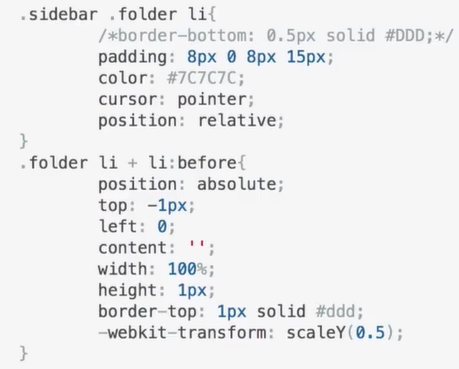 .sidebar .folder li{
/*border-bottom: 0.5px solid #DDD;*/
padding: 8px 0 8px 15px;
color: #7C7C7C;
cursor: pointer;
position: relative;
}
.folder li + li:before{
position: absolute;
top: -1px;
left: 0;
content: '';
width: 100%;
height: 1px;
border-top: 1px solid #ddd;
-webkit-transform: scaleY(0.5);
}